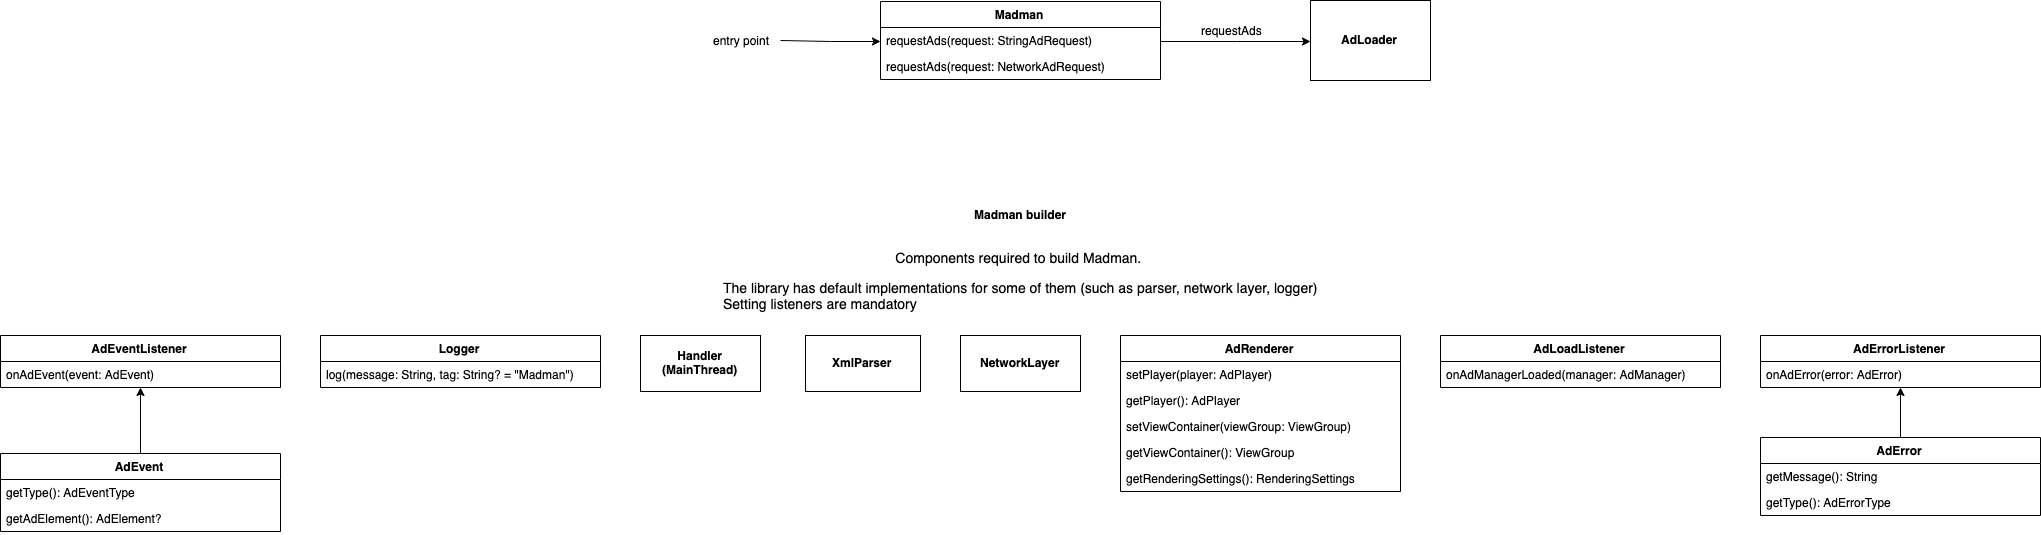 Madman
entry point
requestAds(request: StringAdRequest)
requestAds(request: NetworkAdRequest)
requestAds
AdLoader
Madman builder
Components required to build Madman.
The library has default implementations for some of them (such as parser, network layer, logger)
Setting listeners are mandatory
AdEventListener
onAdEvent(event: AdEvent)
AdEvent
getType(): AdEventType
getAdElement(): AdElement?
Logger
log(message: String, tag: String? = "Madman")
Handler
(MainThread)
XmlParser
NetworkLayer
AdRenderer
setPlayer(player: AdPlayer)
getPlayer(): AdPlayer
setViewContainer(viewGroup: ViewGroup)
getViewContainer(): ViewGroup
getRenderingSettings(): RenderingSettings
AdLoadListener
onAdManagerLoaded(manager: AdManager)
AdErrorListener
onAdError(error: AdError)
AdError
getMessage(): String
getType(): AdErrorType